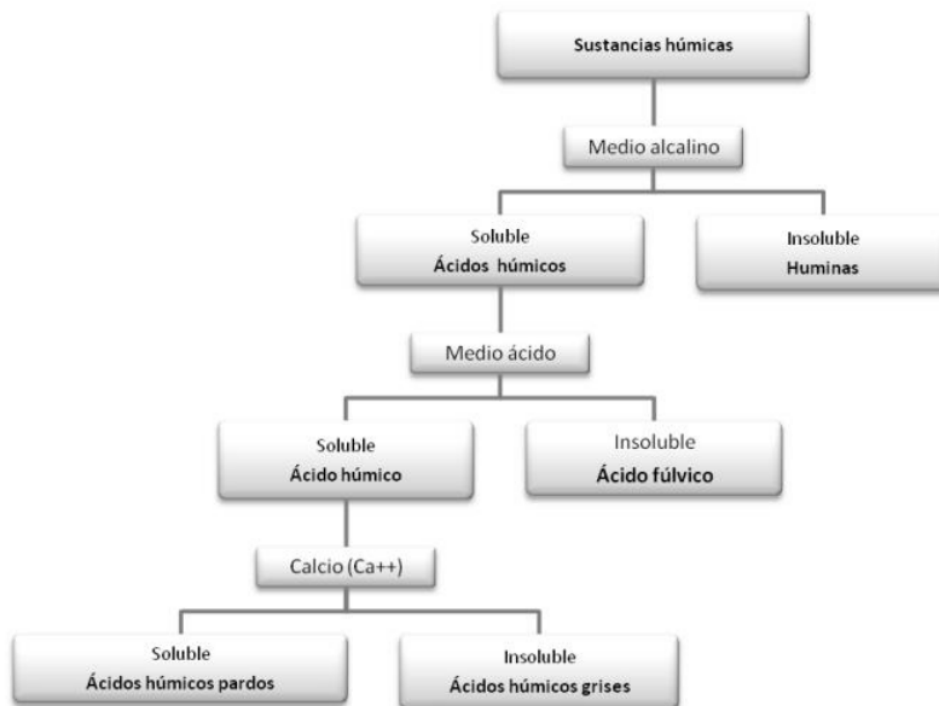 Sustancias húmicas
Medio alcalino
Soluble
Ácidos húmicos
Insoluble
Huminas
Medio ácido
Soluble
Ácido húmico
Insoluble
Ácido fúlvico
Calcio (Ca++)
Soluble
Ácidos húmicos pardos
Insoluble
Ácidos húmicos grises